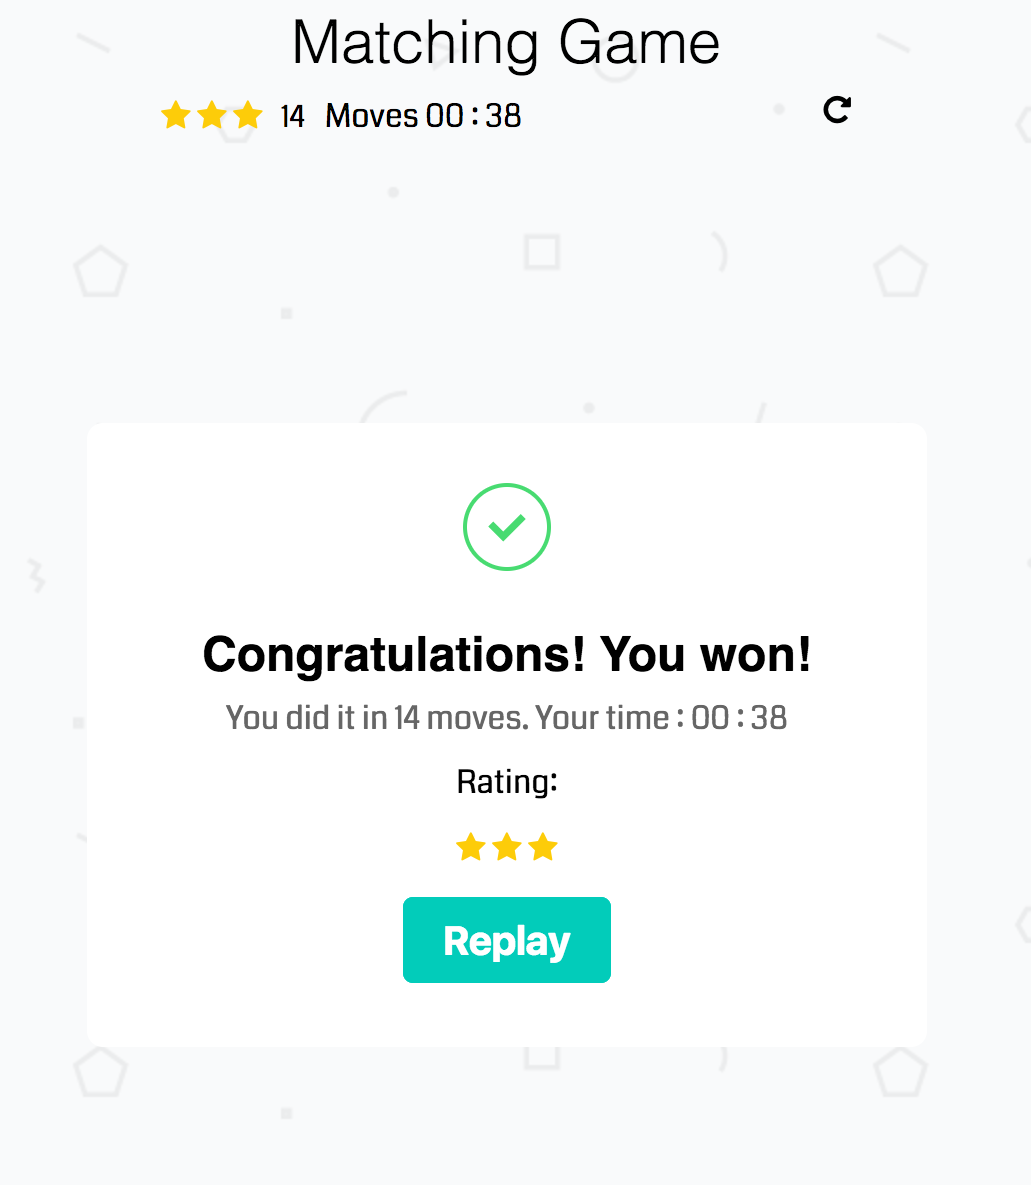 Matching Game
14 Moves 00 : 38
Congratulations! You won!
You did it in 14 moves. Your time : 00 : 38
Rating:
Replay